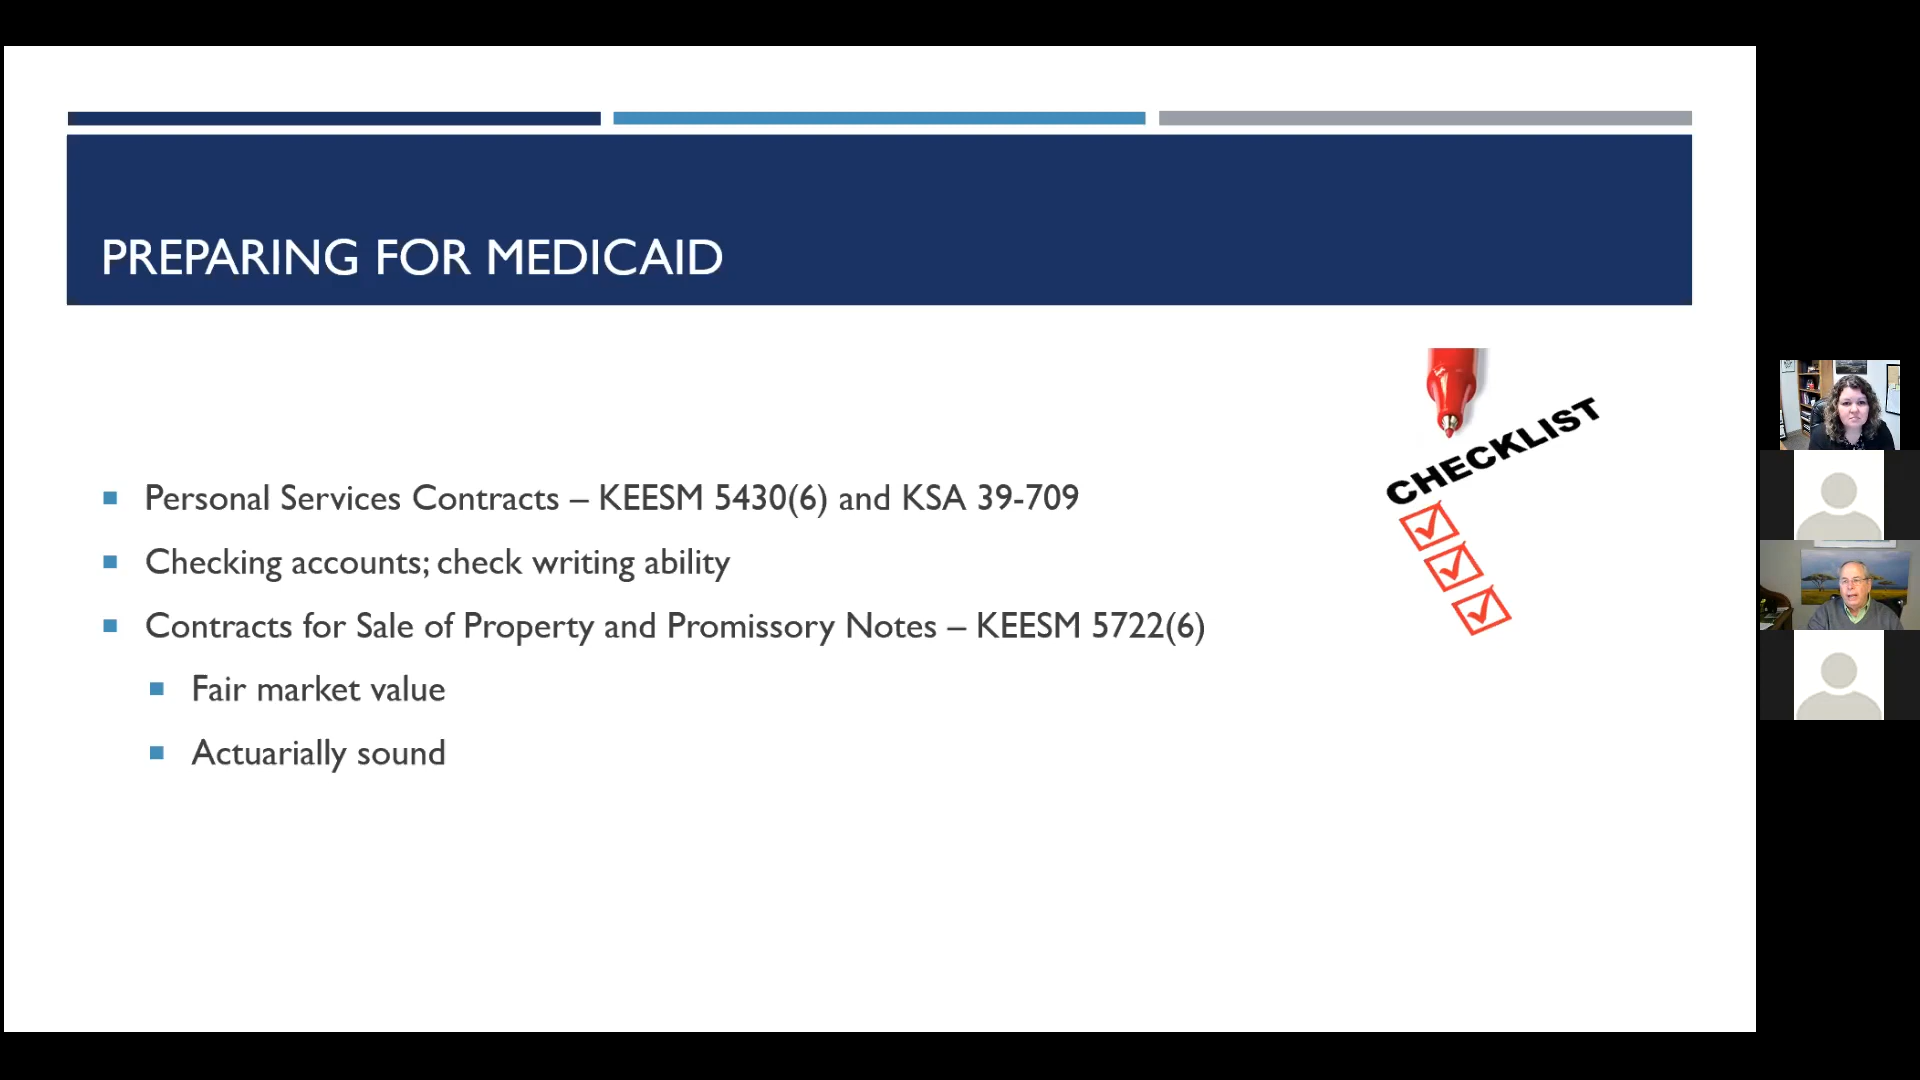 PREPARING FOR MEDICAID
CHECKLIST
Personal Services Contracts – KEESM 5430(6) and KSA 39-709
Checking accounts; check writing ability
Contracts for Sale of Property and Promissory Notes – KEESM 5722(6)
Fair market value
Actuarially sound